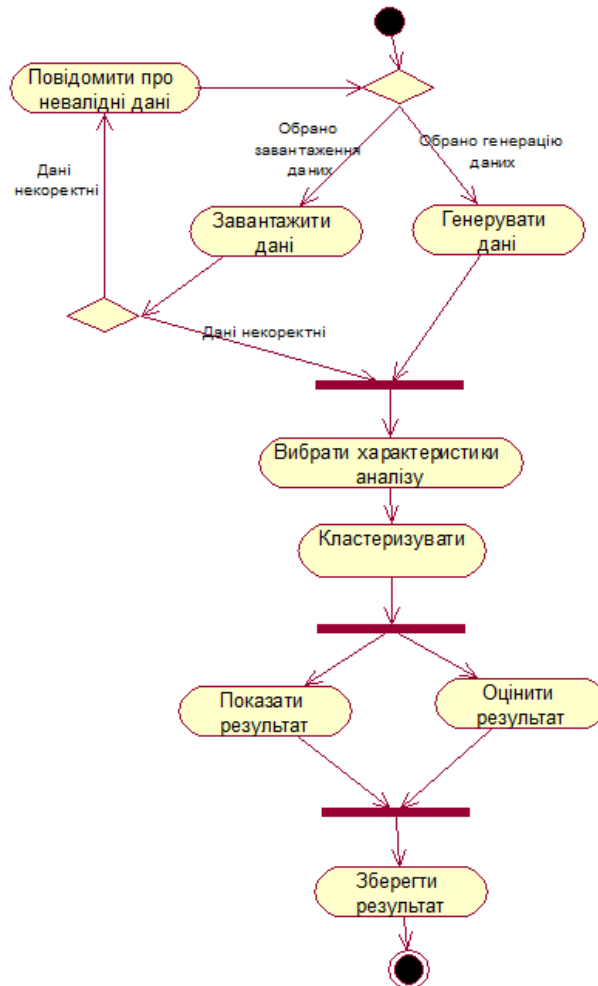 Повідомити про
невалідні дані
Обрано
завантаження
даних
Обрано генерацію
даних
Дані
некоректні
Завантажити
дані
Генерувати
дані
Дані некоректні
Вибрати характеристики
аналізу
Кластеризувати
Показати
результат
Оцінити
результат
Зберегти
результат